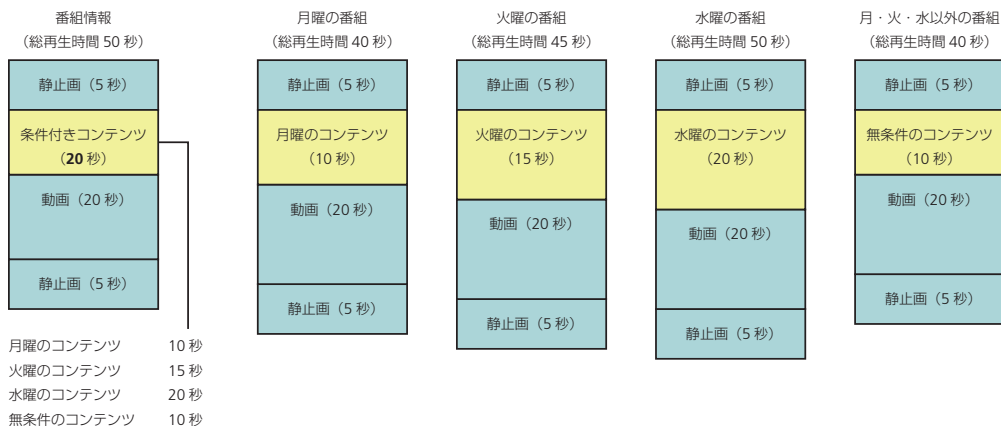 番組情報
（総再生時間 50 秒）
静止画（5 秒）
条件付きコンテンツ
（20 秒）
動画（20 秒）
静止画（5 秒）
月曜のコンテンツ 10 秒
火曜のコンテンツ 15 秒
水曜のコンテンツ 20 秒
無条件のコンテンツ 10 秒
月曜の番組
（総再生時間 40 秒）
静止画（5 秒）
月曜のコンテンツ
（10 秒）
動画（20 秒）
静止画（5 秒）
火曜の番組
（総再生時間 45 秒）
静止画（5 秒）
火曜のコンテンツ
（15 秒）
動画（20 秒）
静止画（5 秒）
水曜の番組
（総再生時間 50 秒）
静止画（5 秒）
水曜のコンテンツ
（20 秒）
動画（20 秒）
静止画（5 秒）
月・火・水以外の番組
（総再生時間 40 秒）
静止画（5 秒）
無条件のコンテンツ
（10 秒）
動画（20 秒）
静止画（5 秒）